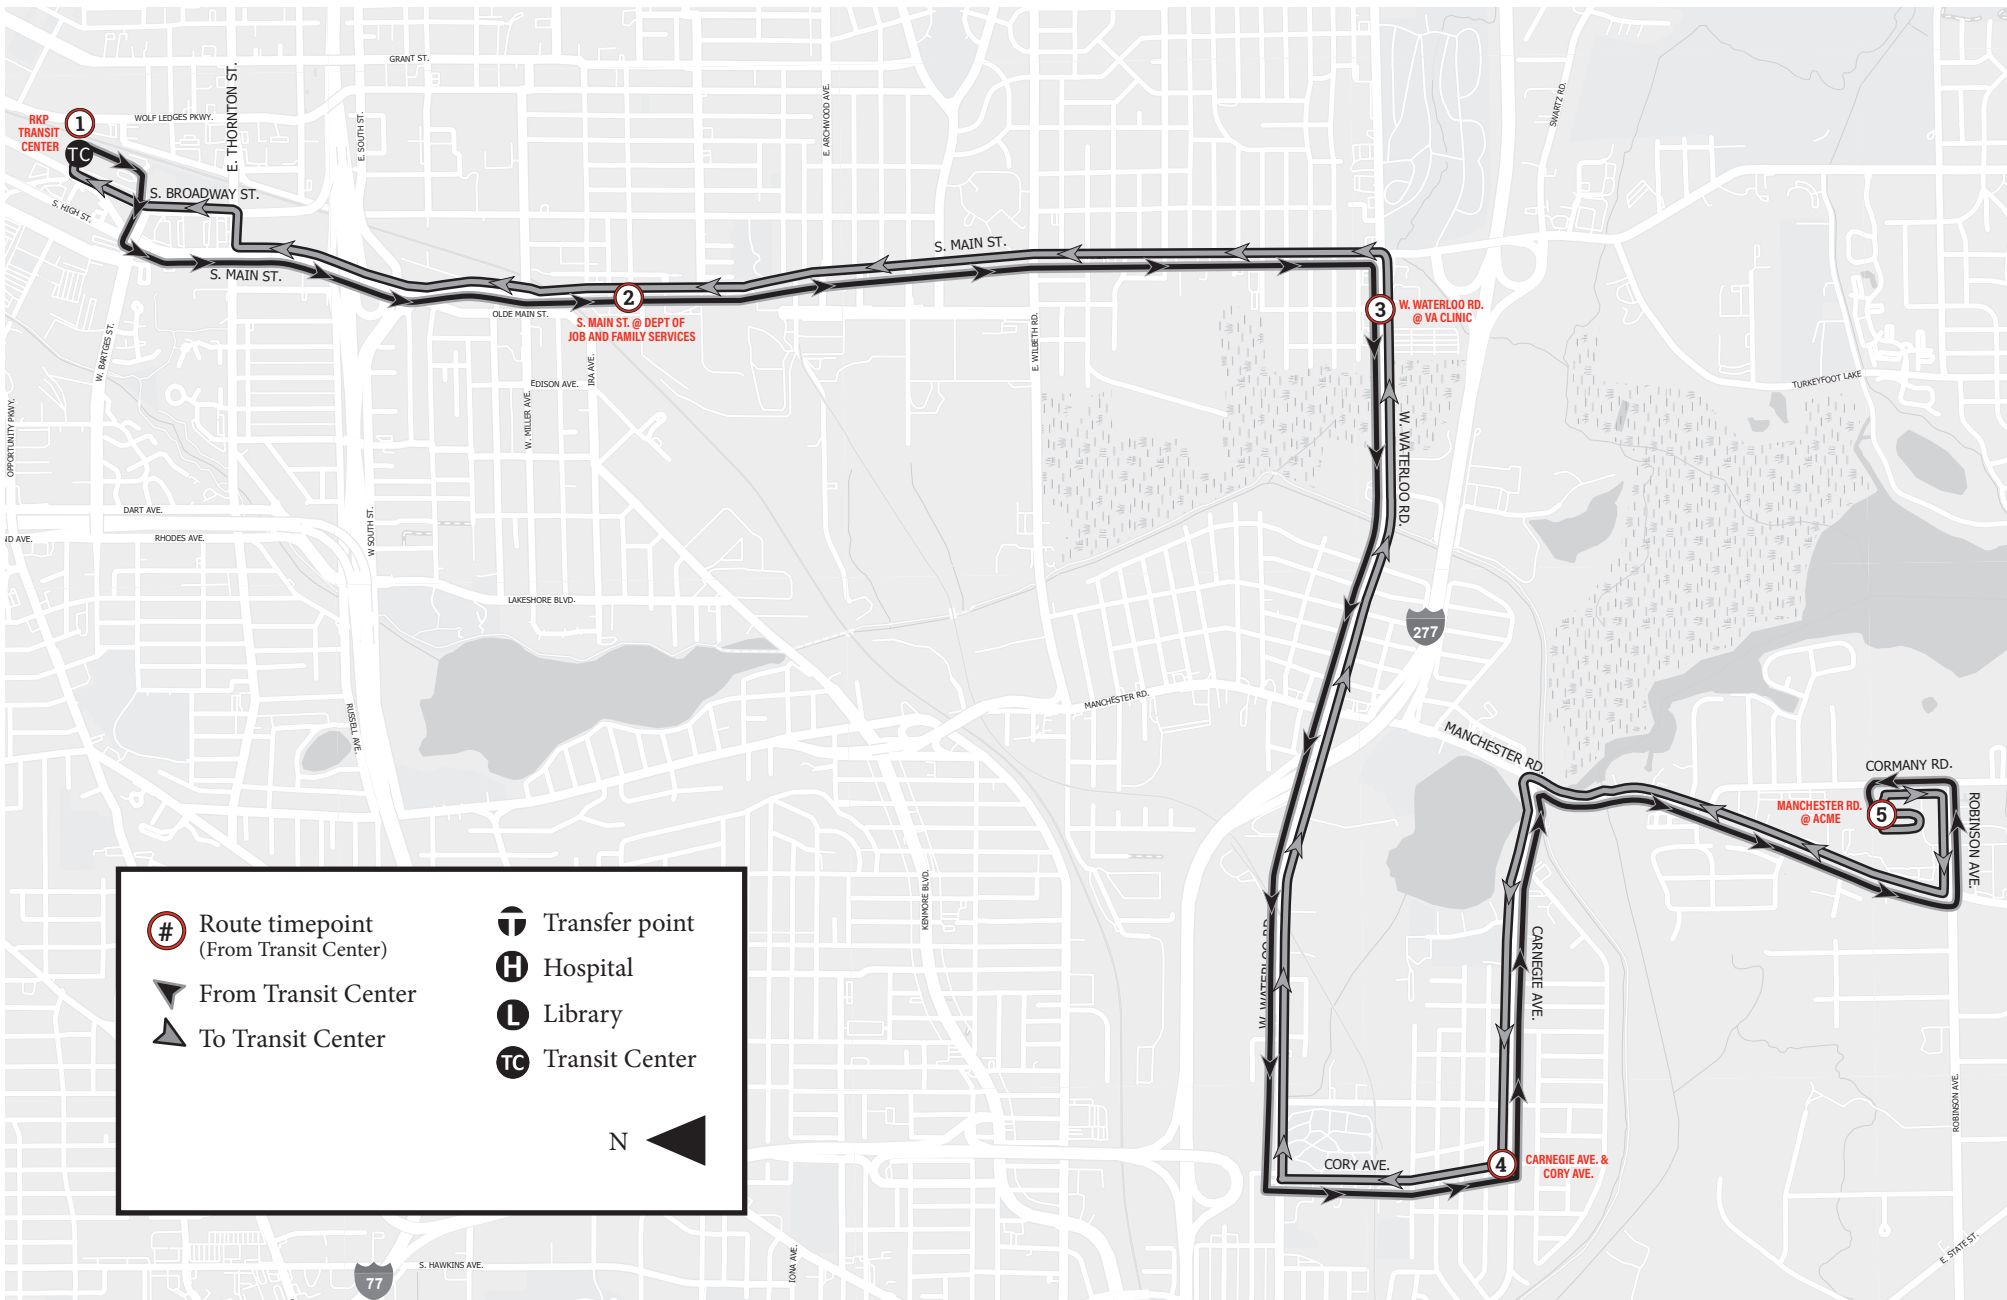 GRANT ST.
E. THORNTON ST.
WOLF LEDGES PKWY.
RKP
TRANSIT
CENTER
1
TC
E. SOUTH ST.
E. ARCHWOOD AVE.
SWARTZ RD.
S. BROADWAY ST.
S. HIGH ST.
S. MAIN ST.
S. MAIN ST.
OLDE MAIN ST.
2
S. MAIN ST. @ DEPT OF
JOB AND FAMILY SERVICES
3
W. WATERLOO RD.
@ VA CLINIC
E. WILBETH RD.
W. BARTGES ST.
EDISON AVE.
IRA AVE.
W. MILLER AVE.
TURKEYFOOT LAKE
OPPORTUNITY PKWY.
W. WATERLOO RD.
DART AVE.
ND AVE.
RHODES AVE.
W SOUTH ST.
LAKESHORE BLVD.
277
MANCHESTER RD.
RUSSELL AVE.
MANCHESTER RD.
CORMANY RD.
MANCHESTER RD.
@ ACME
5
ROBINSON AVE.
KENMORE BLVD.
W. WATERLOO RD.
CARNEGIE AVE.
ROBINSON AVE.
CORY AVE.
4
CARNEGIE AVE. &
CORY AVE.
E. STATE ST.
IONA AVE.
S. HAWKINS AVE.
77
# Route timepoint
(From Transit Center)
From Transit Center
To Transit Center
T Transfer point
H Hospital
L Library
TC Transit Center
N